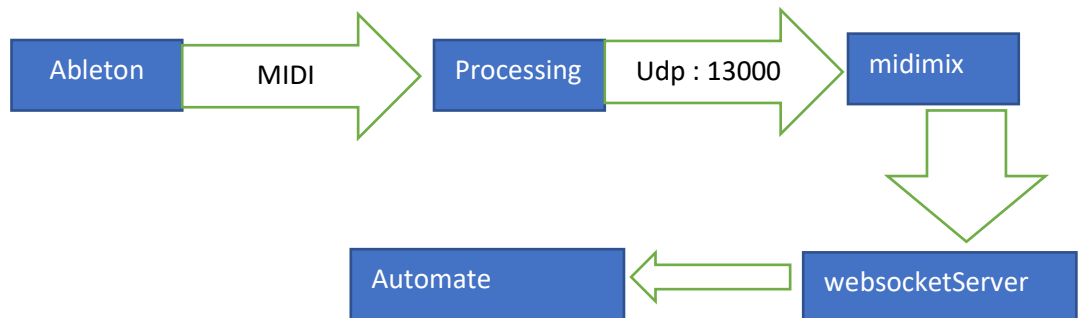 Ableton
MIDI
Processing
Udp : 13000
midimix
Automate
websocketServer